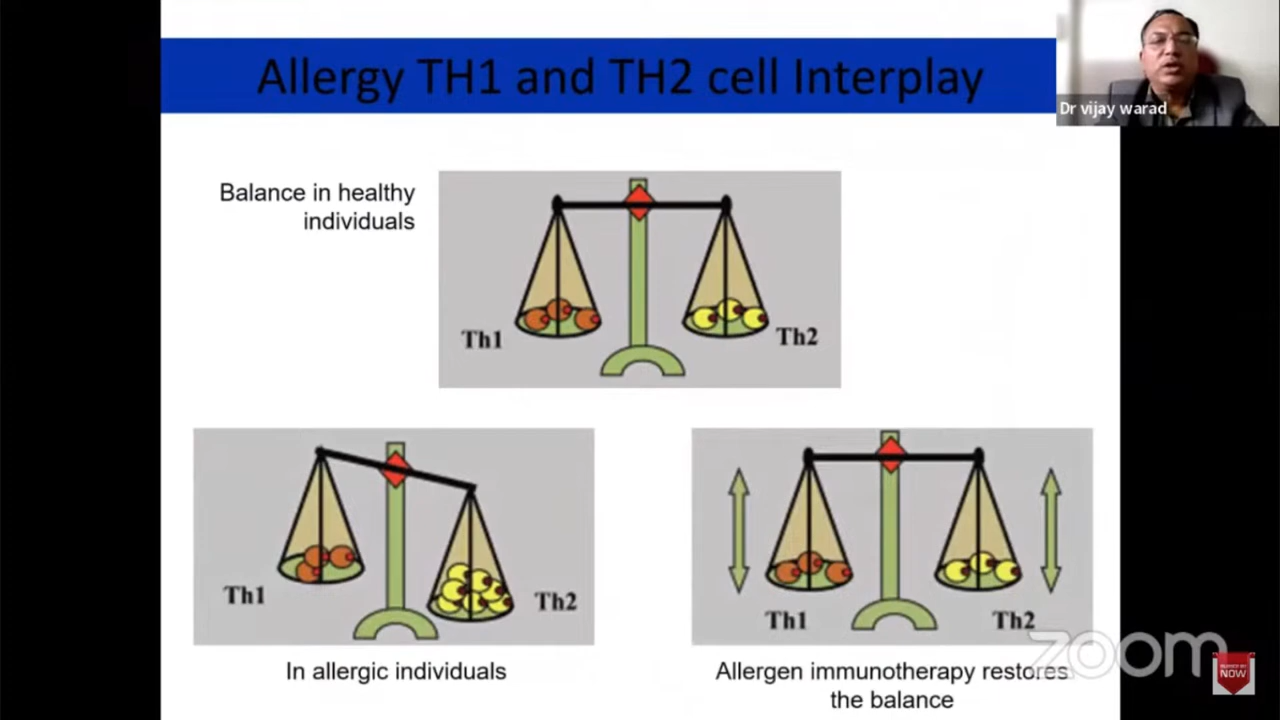 Allergy TH1 and TH2 cell Interplay
Dr vijay warad
Balance in healthy
individuals
Th1
Th2
Th1
Th2
Th1
Th2
In allergic individuals
Allergen immunotherapy restores
the balance
zoom
NOW